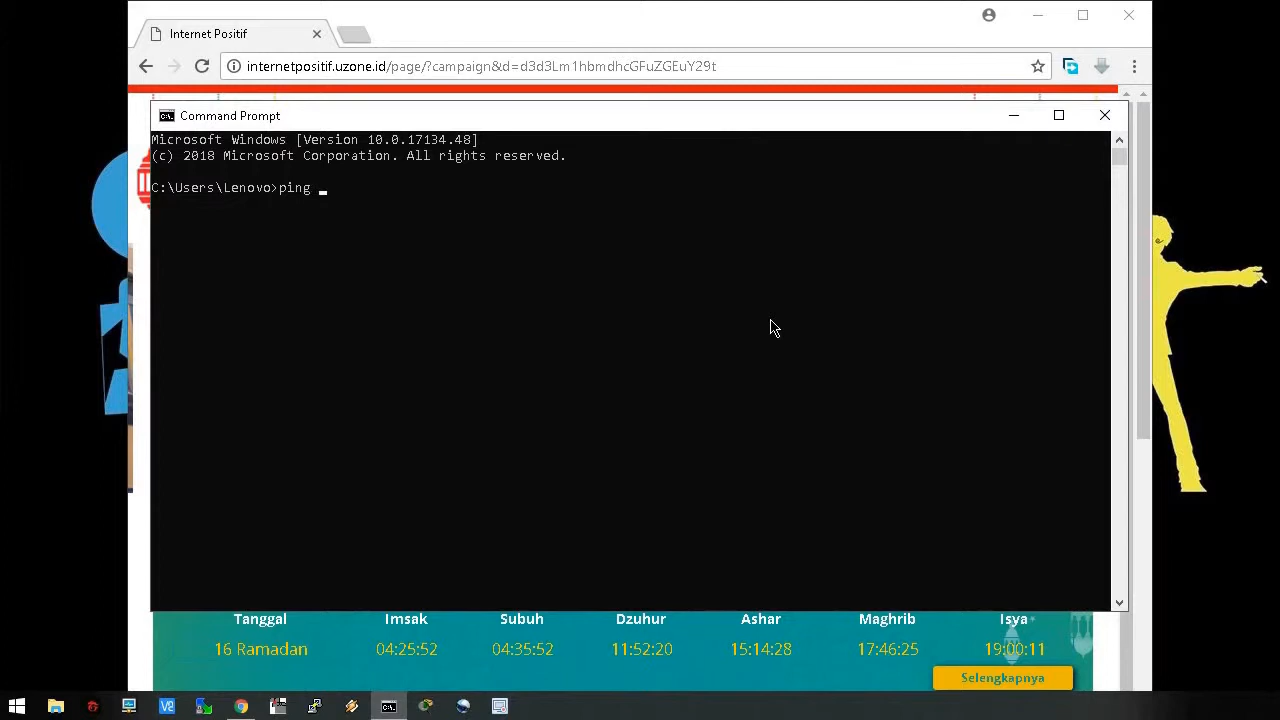 Internet Positif
internetpositif.uzone.id/page/?campaign&d=d3d3Lm1hbmdhcGFuZGEuY29t
Command Prompt
Microsoft Windows [Version 10.0.17134.48]
(c) 2018 Microsoft Corporation. All rights reserved.
C:\Users\Lenovo>ping _
Tanggal Imsak Subuh Dzuhur Ashar Maghrib Isya
16 Ramadan 04:25:52 04:35:52 11:52:20 15:14:28 17:46:25 19:00:11
Selengkapnya